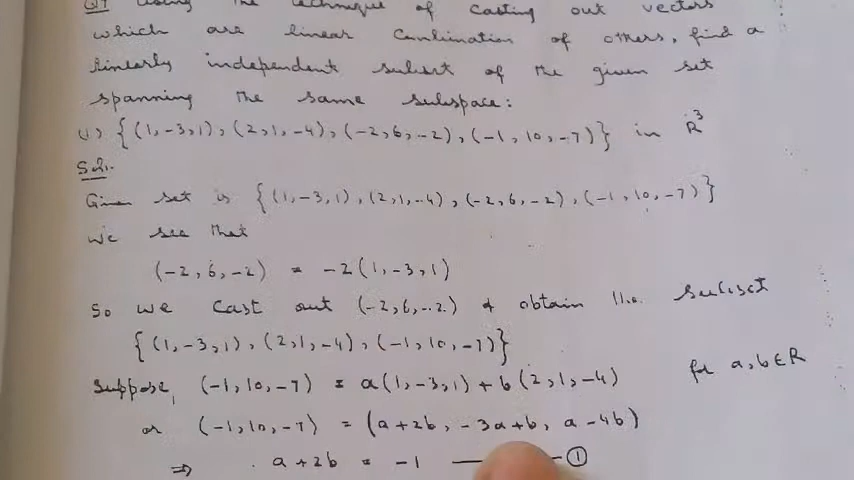 Q1 Using the technique of casting out vectors
which are linear combination of others, find a
linearly independent subset of the given set
spanning the same subspace:
(i) {(1,-3,1), (2,1,-4), (-2,6,-2), (-1,10,-7)} in R³
Sol:
Given set is {(1,-3,1), (2,1,-4), (-2,6,-2), (-1,10,-7)}
We see that
(-2,6,-2) = -2(1,-3,1)
So we cast out (-2,6,-2) & obtain the subset
{(1,-3,1), (2,1,-4), (-1,10,-7)}
Suppose, (-1,10,-7) = a(1,-3,1) + b(2,1,-4) for a,b∈R
or (-1,10,-7) = (a+2b, -3a+b, a-4b)
⇒ a+2b = -1 — ①